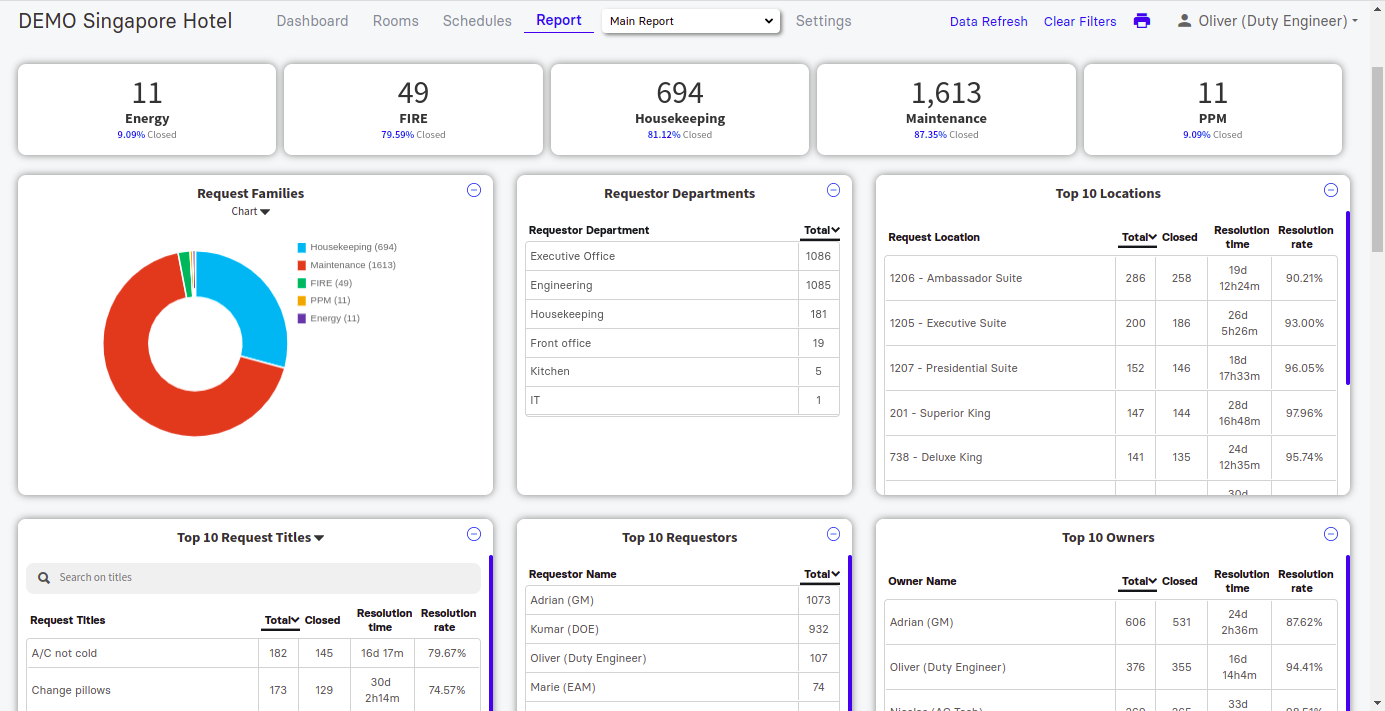 DEMO Singapore Hotel Dashboard Rooms Schedules Report Main Report Settings Data Refresh Clear Filters Oliver (Duty Engineer)
11 49 694 1,613 11
Energy FIRE Housekeeping Maintenance PPM
9.09% Closed 79.59% Closed 81.12% Closed 87.35% Closed 9.09% Closed
Request Families
Chart
Housekeeping (694)
Maintenance (1613)
FIRE (49)
PPM (11)
Energy (11)
Requestor Departments
Requestor Department Total
Executive Office 1086
Engineering 1085
Housekeeping 181
Front office 19
Kitchen 5
IT 1
Top 10 Locations
Request Location Total Closed Resolution time Resolution rate
1206 - Ambassador Suite 286 258 19d 12h24m 90.21%
1205 - Executive Suite 200 186 26d 5h26m 93.00%
1207 - Presidential Suite 152 146 18d 17h33m 96.05%
201 - Superior King 147 144 28d 16h48m 97.96%
738 - Deluxe King 141 135 24d 12h35m 95.74%
30d
Top 10 Request Titles
Search on titles
Request Titles Total Closed Resolution time Resolution rate
A/C not cold 182 145 16d 17m 79.67%
Change pillows 173 129 30d 2h14m 74.57%
Top 10 Requestors
Requestor Name Total
Adrian (GM) 1073
Kumar (DOE) 932
Oliver (Duty Engineer) 107
Marie (EAM) 74
Top 10 Owners
Owner Name Total Closed Resolution time Resolution rate
Adrian (GM) 606 531 24d 2h36m 87.62%
Oliver (Duty Engineer) 376 355 16d 14h4m 94.41%
33d